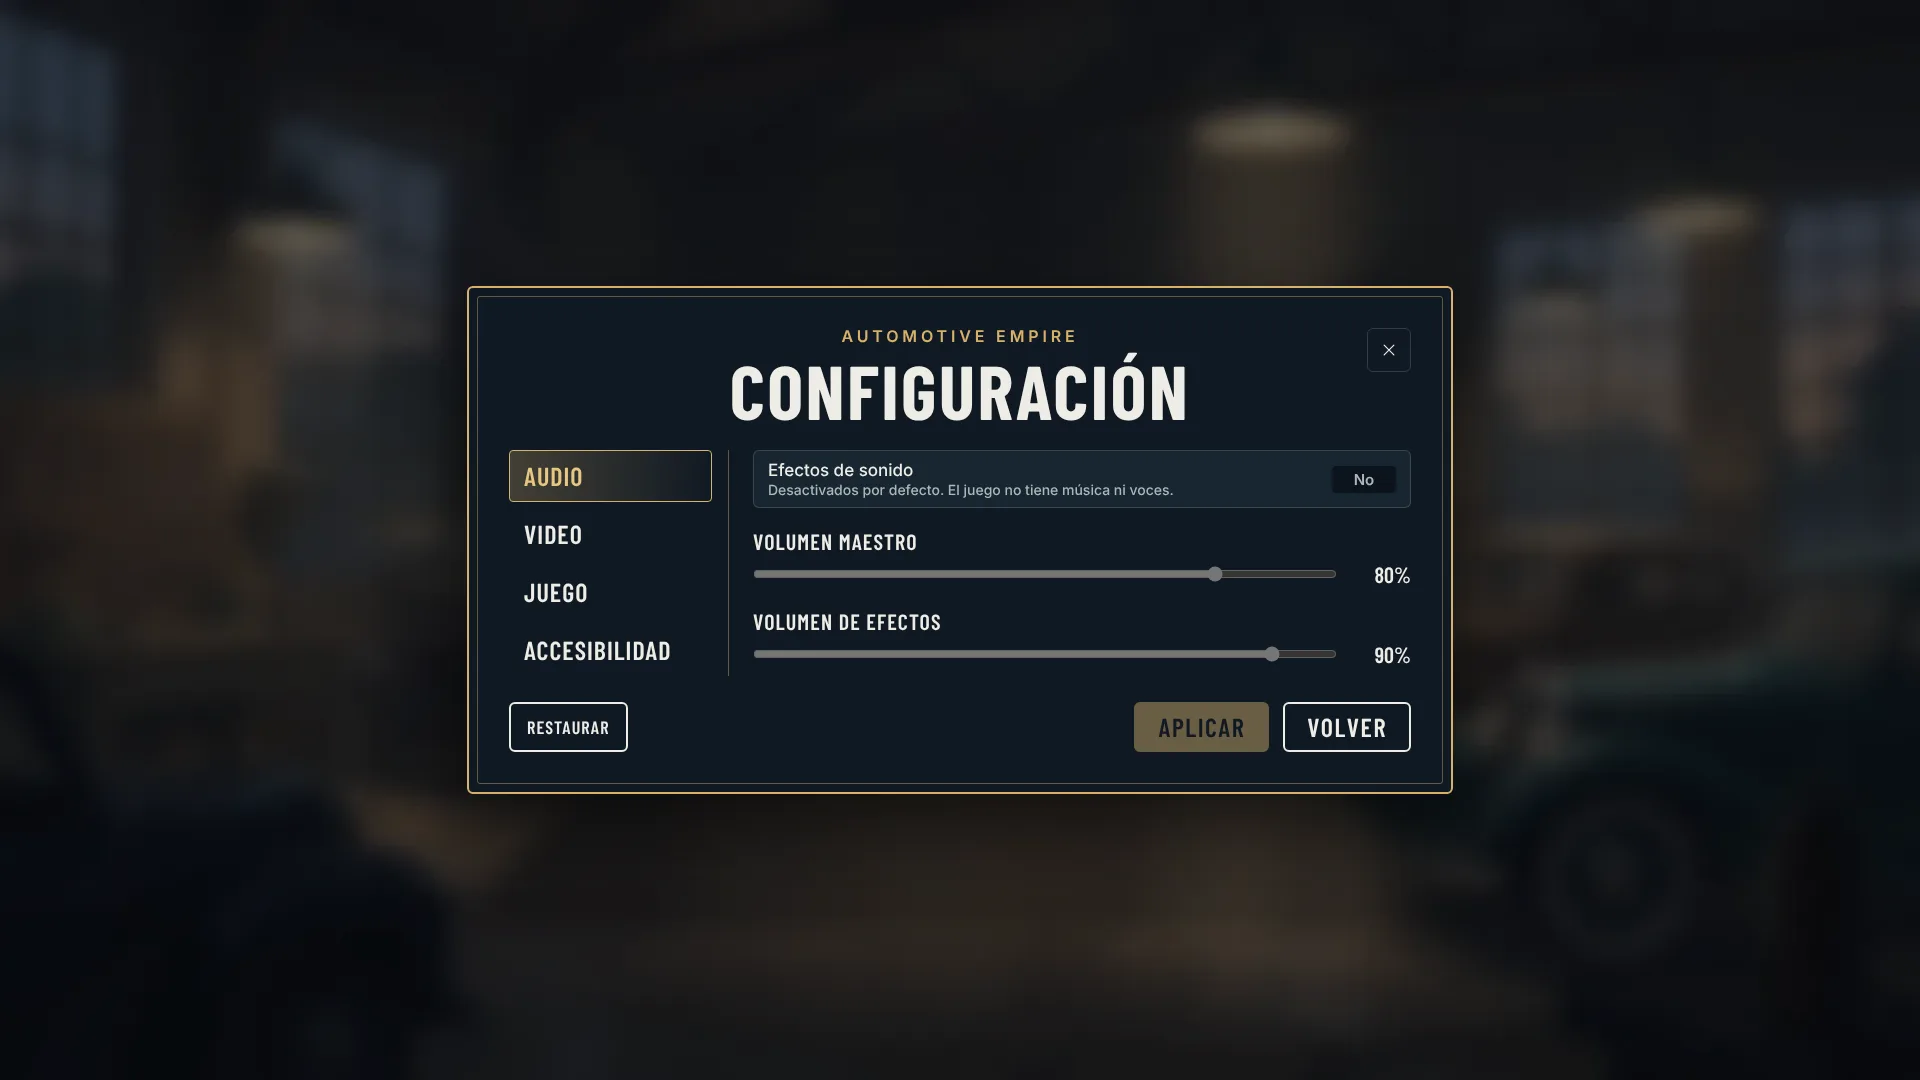 AUTOMOTIVE EMPIRE
CONFIGURACIÓN
AUDIO
VIDEO
JUEGO
ACCESIBILIDAD
Efectos de sonido
Desactivados por defecto. El juego no tiene música ni voces.
No
VOLUMEN MAESTRO
80%
VOLUMEN DE EFECTOS
90%
RESTAURAR
APLICAR
VOLVER